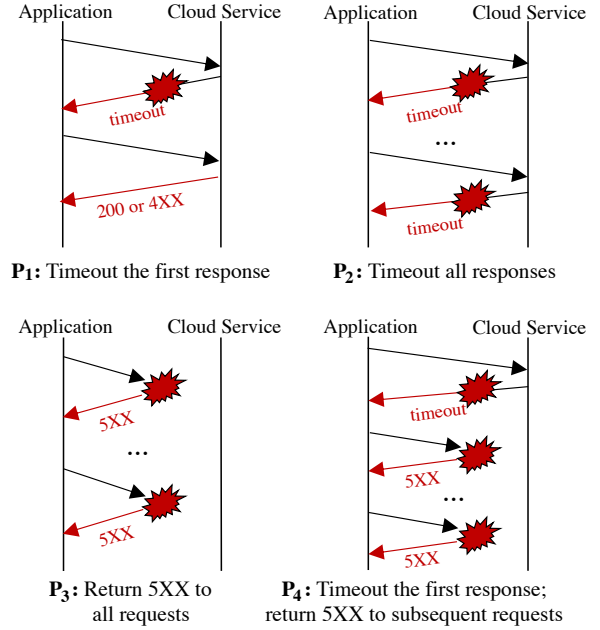 Application Cloud Service
timeout
200 or 4XX
P1: Timeout the first response
Application Cloud Service
timeout
...
timeout
P2: Timeout all responses
Application Cloud Service
5XX
...
5XX
P3: Return 5XX to
all requests
Application Cloud Service
timeout
5XX
...
5XX
P4: Timeout the first response;
return 5XX to subsequent requests